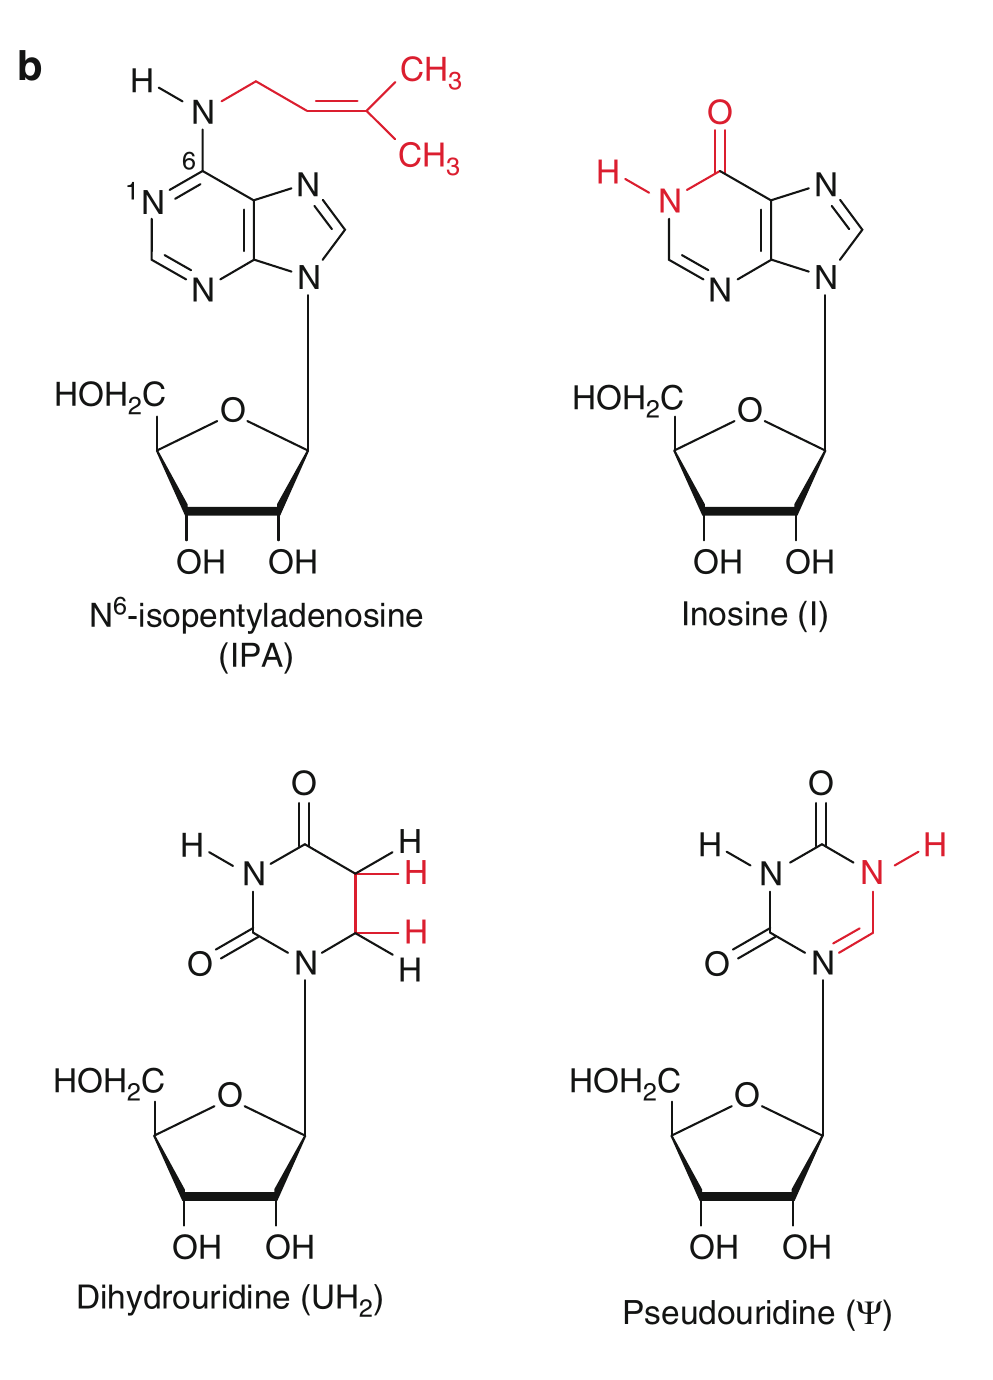 b
H
N
CH₃
CH₃
6
1
N
N
N
N
HOH₂C
O
OH OH
N⁶-isopentyladenosine
(IPA)
O
H
N
N
N
N
HOH₂C
O
OH OH
Inosine (I)
O
H
N
H
H
H
H
O
N
HOH₂C
O
OH OH
Dihydrouridine (UH₂)
O
H
N
N
H
O
N
HOH₂C
O
OH OH
Pseudouridine (Ψ)